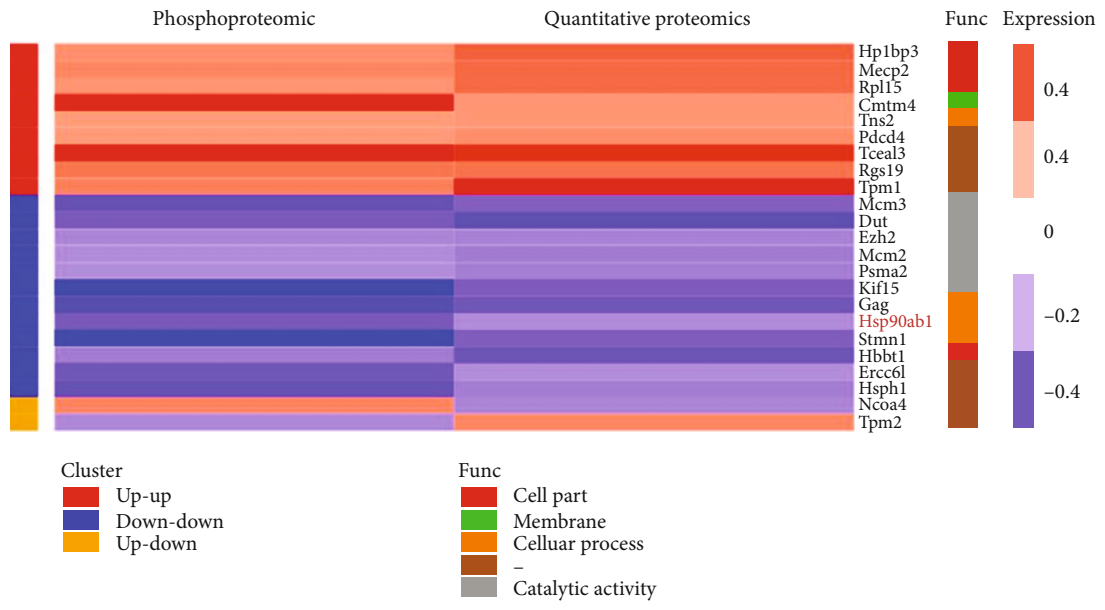 Phosphoproteomic
Quantitative proteomics
Func
Expression
Hp1bp3
Mecp2
Rpl15
Cmtm4
Tns2
Pdcd4
Tceal3
Rgs19
Tpm1
Mcm3
Dut
Ezh2
Mcm2
Psma2
Kif15
Gag
Hsp90ab1
Stmn1
Hbbt1
Ercc6l
Hsph1
Ncoa4
Tpm2
0.4
0.4
0
–0.2
–0.4
Cluster
Up-up
Down-down
Up-down
Func
Cell part
Membrane
Celluar process
–
Catalytic activity